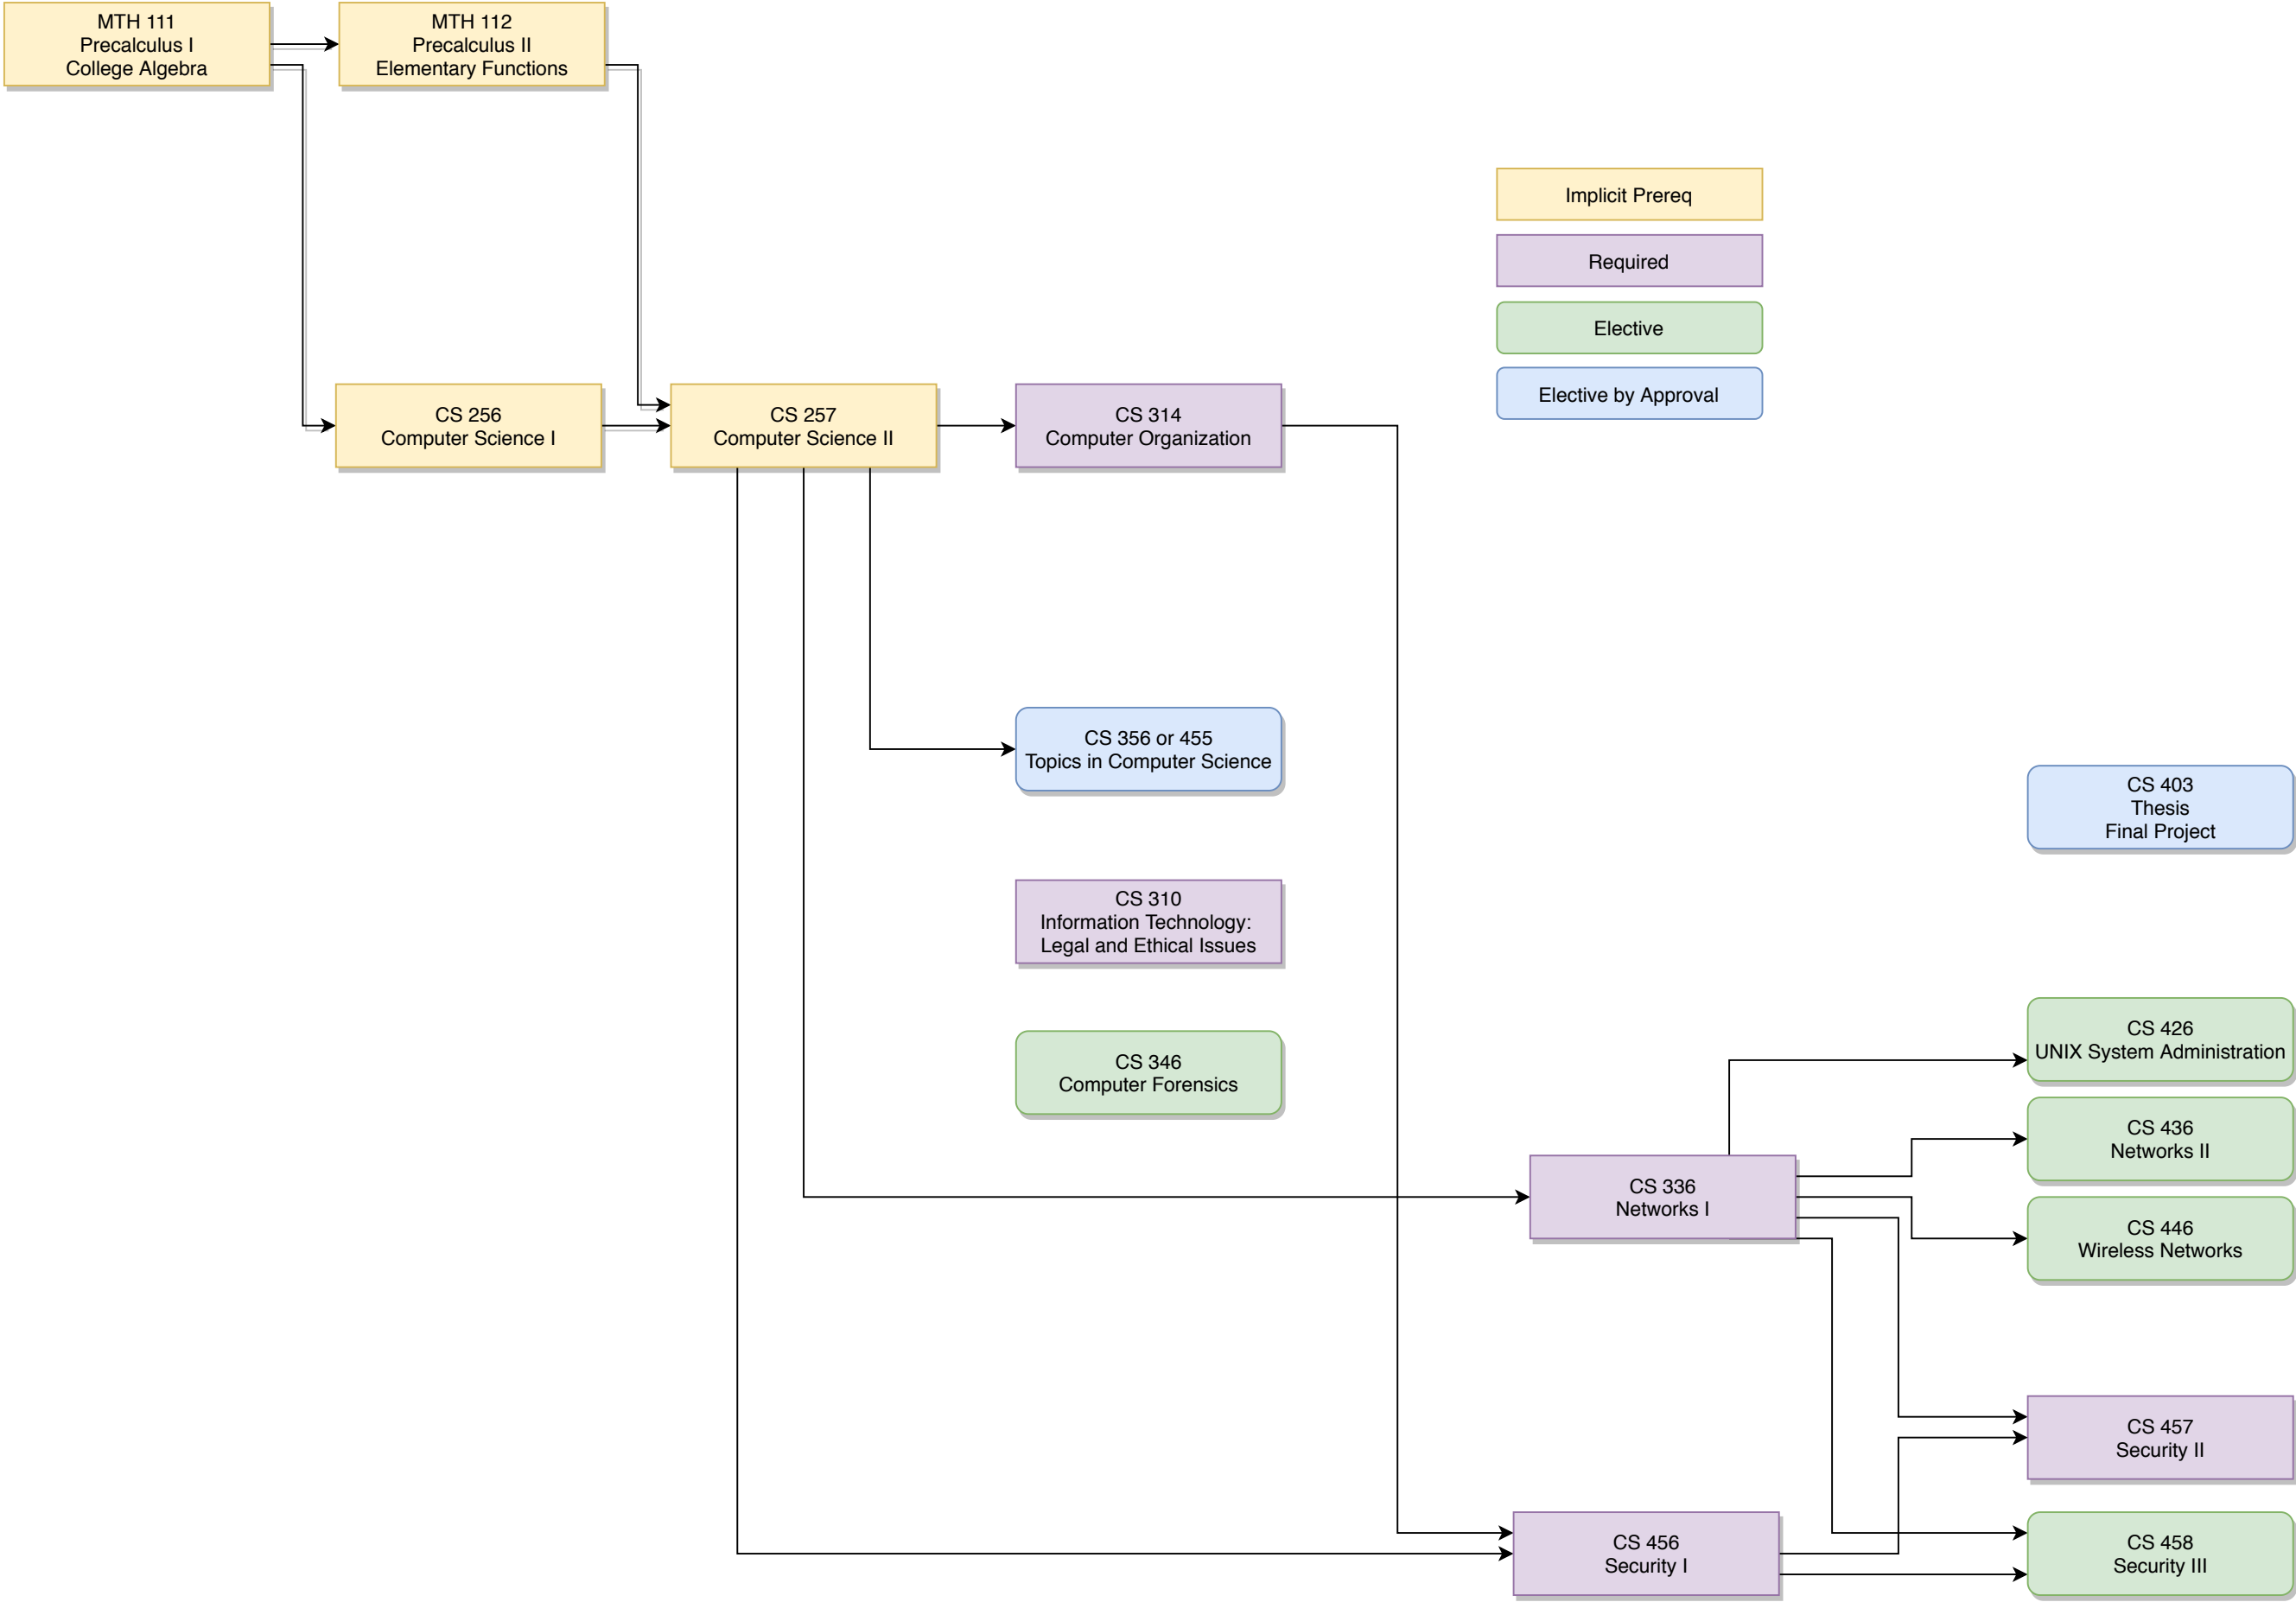 MTH 111
Precalculus I
College Algebra
MTH 112
Precalculus II
Elementary Functions
Implicit Prereq
Required
Elective
Elective by Approval
CS 256
Computer Science I
CS 257
Computer Science II
CS 314
Computer Organization
CS 356 or 455
Topics in Computer Science
CS 403
Thesis
Final Project
CS 310
Information Technology:
Legal and Ethical Issues
CS 346
Computer Forensics
CS 426
UNIX System Administration
CS 436
Networks II
CS 336
Networks I
CS 446
Wireless Networks
CS 457
Security II
CS 456
Security I
CS 458
Security III